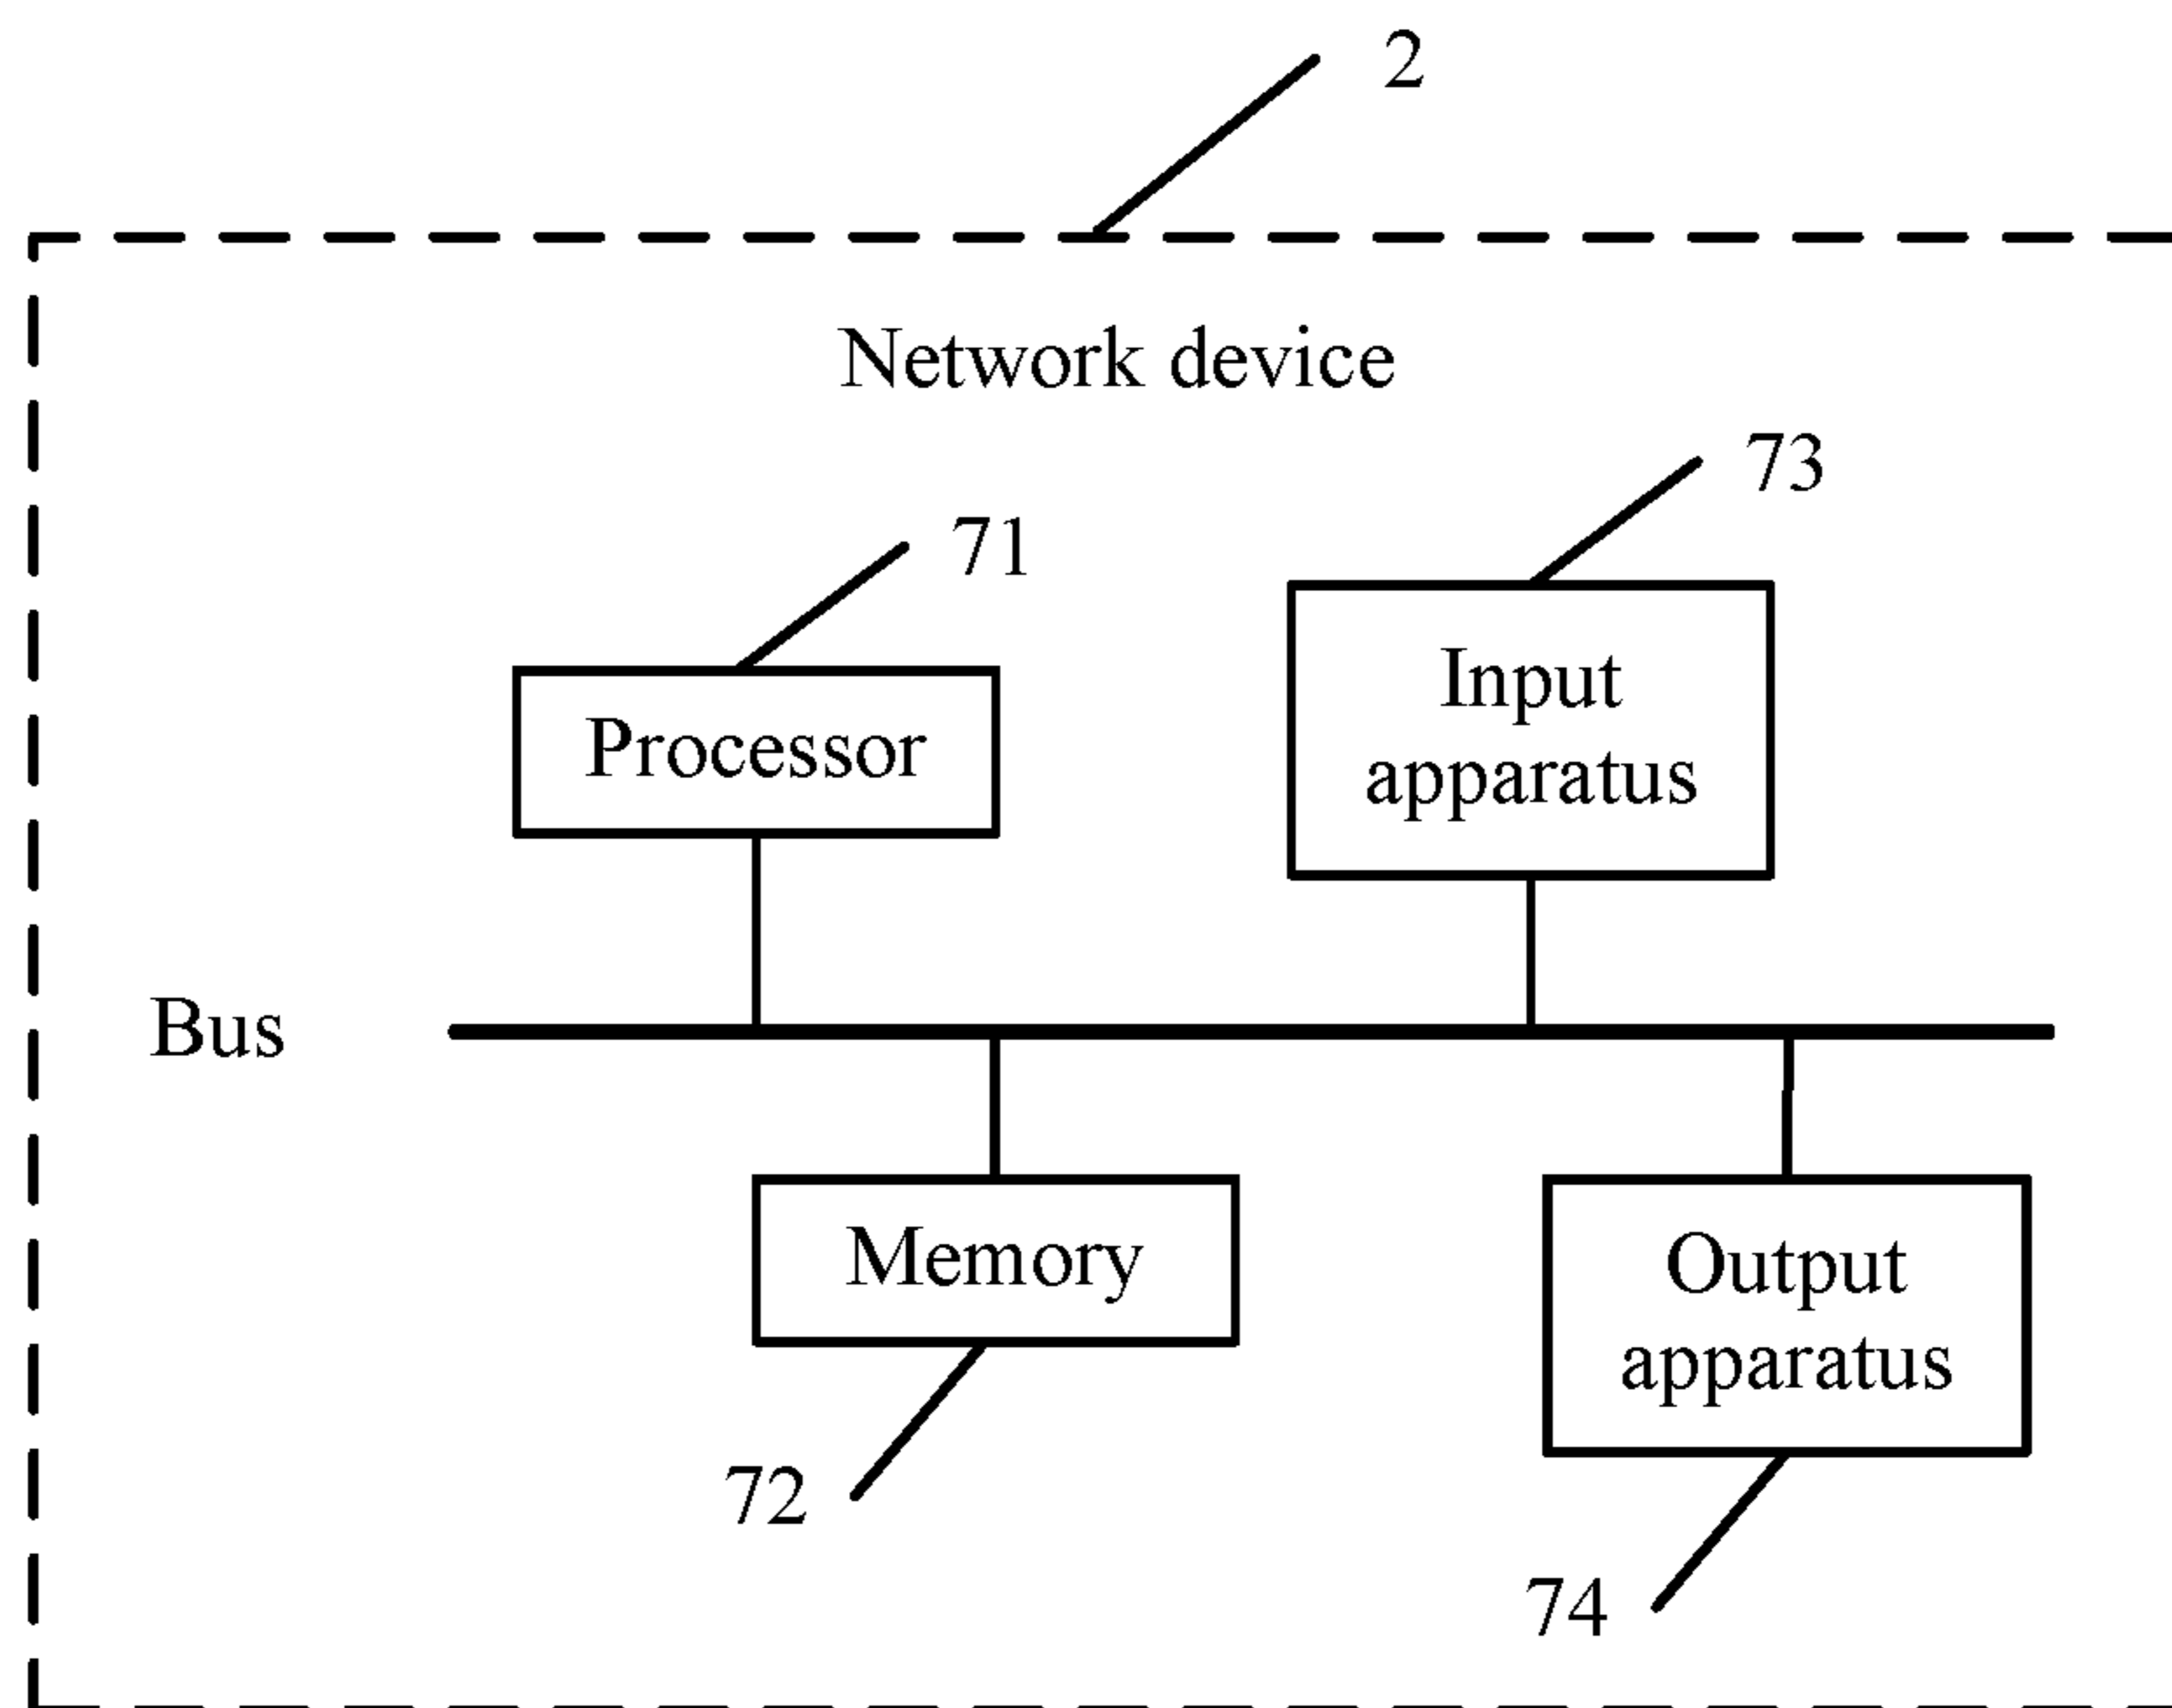 2
Network device
73
71
Input
apparatus
Processor
Bus
Memory
Output
apparatus
72
74